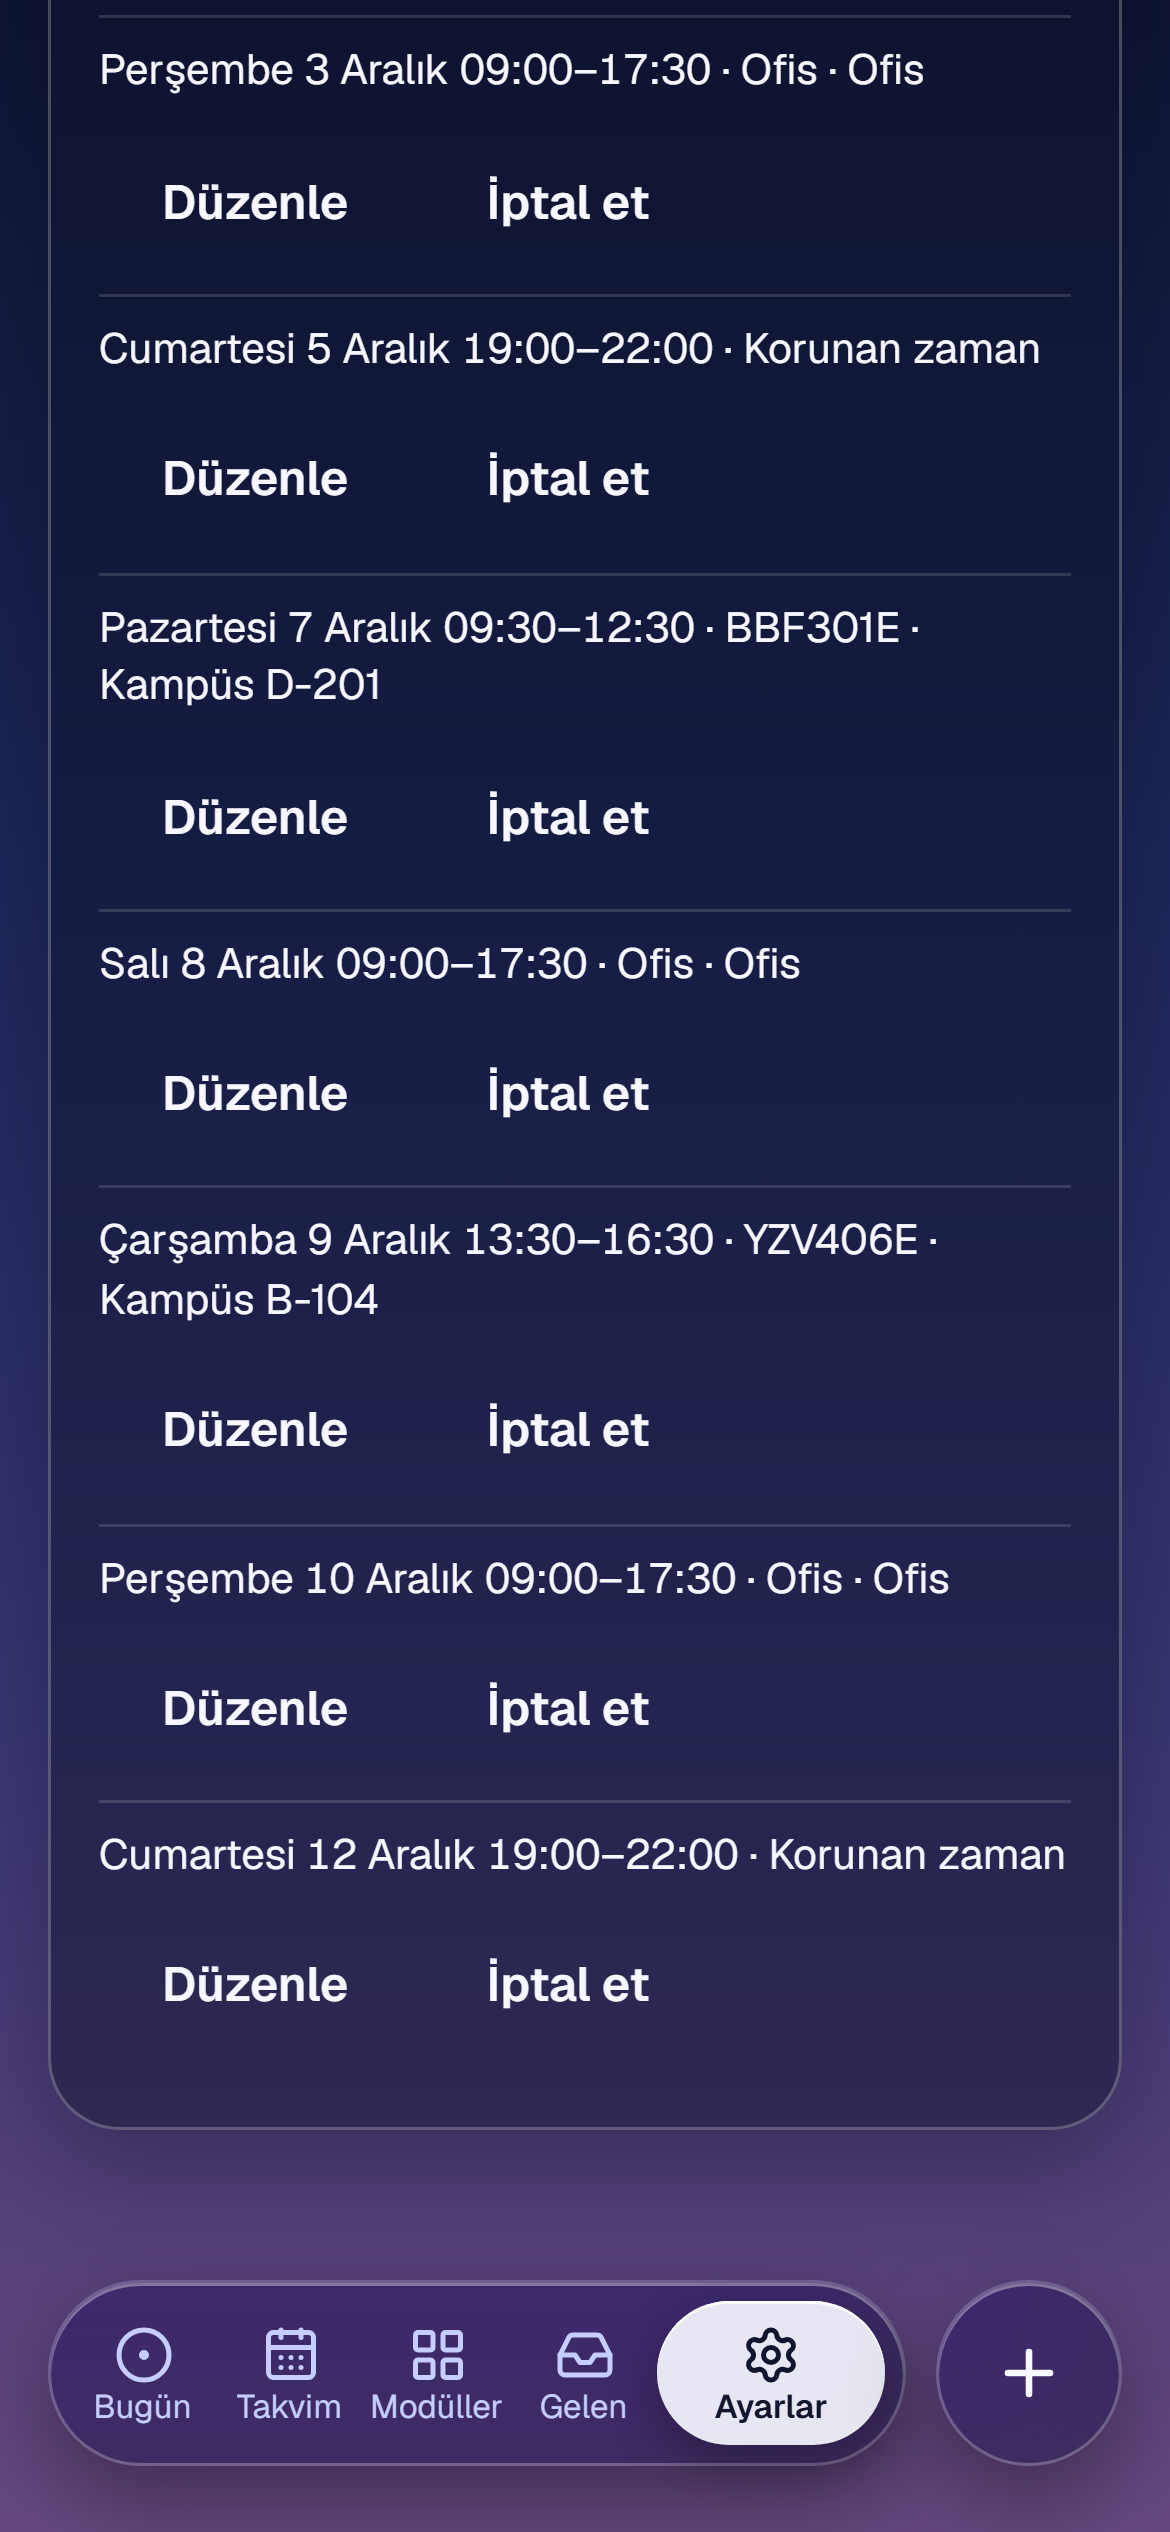 Perşembe 3 Aralık 09:00–17:30 · Ofis · Ofis
Düzenle İptal et
Cumartesi 5 Aralık 19:00–22:00 · Korunan zaman
Düzenle İptal et
Pazartesi 7 Aralık 09:30–12:30 · BBF301E ·
Kampüs D-201
Düzenle İptal et
Salı 8 Aralık 09:00–17:30 · Ofis · Ofis
Düzenle İptal et
Çarşamba 9 Aralık 13:30–16:30 · YZV406E ·
Kampüs B-104
Düzenle İptal et
Perşembe 10 Aralık 09:00–17:30 · Ofis · Ofis
Düzenle İptal et
Cumartesi 12 Aralık 19:00–22:00 · Korunan zaman
Düzenle İptal et
Bugün Takvim Modüller Gelen Ayarlar